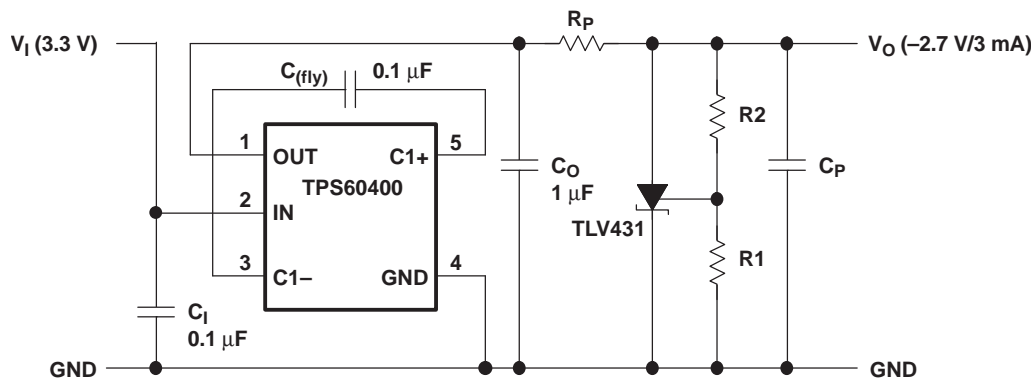 R_P
V_I (3.3 V)
V_O (–2.7 V/3 mA)
C_(fly)
0.1 μF
R2
1
OUT
C1+
5
TPS60400
C_O
1 μF
C_P
2
IN
TLV431
R1
3
C1–
GND
4
C_I
0.1 μF
GND
GND